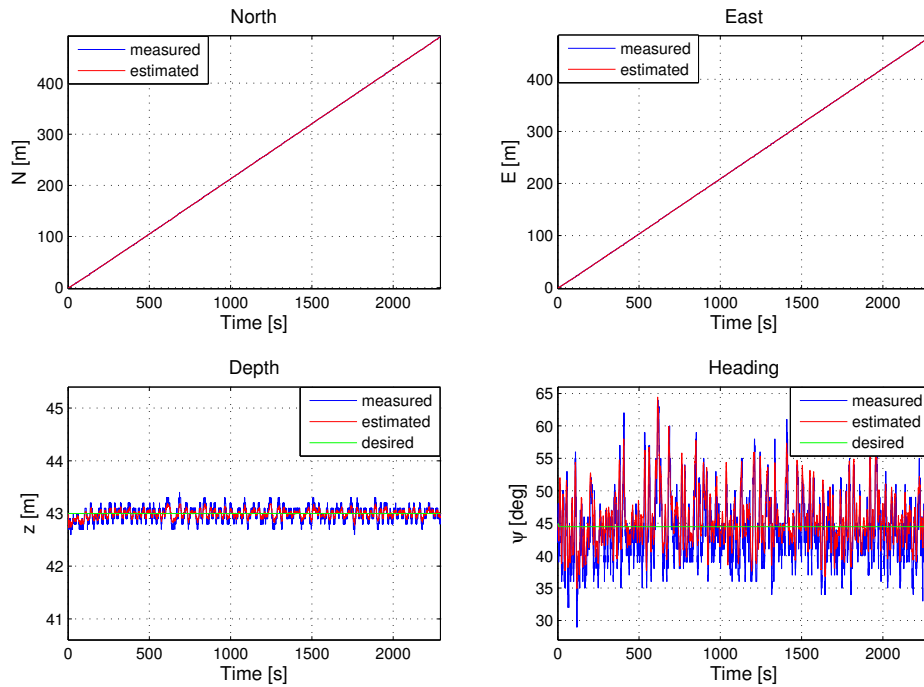 North
measured
estimated
400
300
200
100
0
N [m]
0 500 1000 1500 2000
Time [s]
East
measured
estimated
400
300
200
100
0
E [m]
0 500 1000 1500 2000
Time [s]
Depth
measured
estimated
desired
45
44
43
42
41
z [m]
0 500 1000 1500 2000
Time [s]
Heading
measured
estimated
desired
65
60
55
50
45
40
35
30
ψ [deg]
0 500 1000 1500 2000
Time [s]